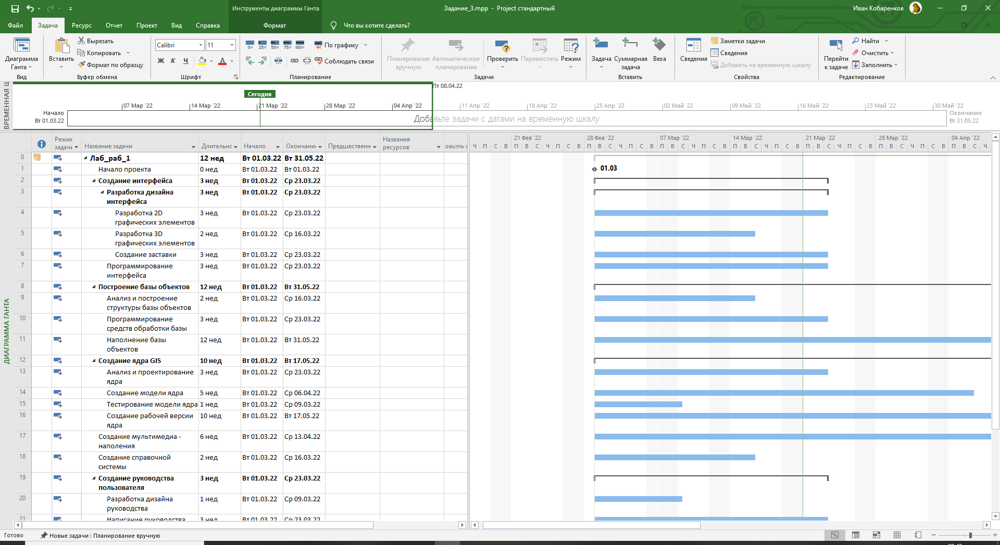 Инструменты диаграммы Ганта
Задание_3.mpp - Project стандартный
Иван Кобаренков
Файл Задача Ресурс Отчет Проект Вид Справка Формат Что вы хотите сделать?
Диаграмма Ганта
Вид
Вставить
Вырезать
Копировать
Формат по образцу
Буфер обмена
Calibri 11
Ж К Ч А
Шрифт
0% 25% 50% 75% 100%
По графику
Соблюдать связи
Планирование
Планирование вручную
Автоматическое планирование
Проверить
Переместить
Режим
Задачи
Задача
Суммарная задача
Веха
Вставить
Сведения
Заметки задачи
Сведения
Добавить на временную шкалу
Свойства
Перейти к задаче
Найти
Очистить
Заполнить
Редактирование
ВРЕМЕННАЯ Ш
Пт 08.04.22
Сегодня
07 Мар '22 14 Мар '22 21 Мар '22 28 Мар '22 04 Апр '22 11 Апр '22 18 Апр '22 25 Апр '22 02 Май '22 09 Май '22 16 Май '22 23 Май '22 30 Май '22
Начало
Вт 01.03.22
Добавьте задачи с датами на временную шкалу
Окончание
Вт 31.05.22
ДИАГРАММА ГАНТА
Режим задачи Название задачи Длительнс Начало Окончани Предшественн Названия ресурсов авить н
21 Фев '22 28 Фев '22 07 Мар '22 14 Мар '22 21 Мар '22 28 Мар '22 04 Апр '22
Ч П С В П В С Ч П С В П В С Ч П С В П В С Ч П С В П В С Ч П С В П В С Ч П С В П В С Ч П С В П В С Ч
0 Лаб_раб_1 12 нед Вт 01.03.22 Вт 31.05.22
1 Начало проекта 0 нед Вт 01.03.22 Вт 01.03.22
01.03
2 Создание интерфейса 3 нед Вт 01.03.22 Ср 23.03.22
3 Разработка дизайна 3 нед Вт 01.03.22 Ср 23.03.22
интерфейса
4 Разработка 2D 3 нед Вт 01.03.22 Ср 23.03.22
графических элементов
5 Разработка 3D 2 нед Вт 01.03.22 Ср 16.03.22
графических элементов
6 Создание заставки 3 нед Вт 01.03.22 Ср 23.03.22
7 Программирование 3 нед Вт 01.03.22 Ср 23.03.22
интерфейса
8 Построение базы объектов 12 нед Вт 01.03.22 Вт 31.05.22
9 Анализ и построение 2 нед Вт 01.03.22 Ср 16.03.22
структуры базы объектов
10 Программирование 3 нед Вт 01.03.22 Ср 23.03.22
средств обработки базы
11 Наполнение базы 12 нед Вт 01.03.22 Вт 31.05.22
объектов
12 Создание ядра GIS 10 нед Вт 01.03.22 Вт 17.05.22
13 Анализ и проектирование 3 нед Вт 01.03.22 Ср 23.03.22
ядра
14 Создание модели ядра 5 нед Вт 01.03.22 Ср 06.04.22
15 Тестирование модели ядра 1 нед Вт 01.03.22 Ср 09.03.22
16 Создание рабочей версии 10 нед Вт 01.03.22 Вт 17.05.22
ядра
17 Создание мультимедиа - 6 нед Вт 01.03.22 Ср 13.04.22
наполения
18 Создание справочной 2 нед Вт 01.03.22 Ср 16.03.22
системы
19 Создание руководства 3 нед Вт 01.03.22 Ср 23.03.22
пользователя
20 Разработка дизайна 1 нед Вт 01.03.22 Ср 09.03.22
руководства
21 Написание руководства 3 нед Вт 01.03.22 Ср 23.03.22
Готово Новые задачи : Планирование вручную